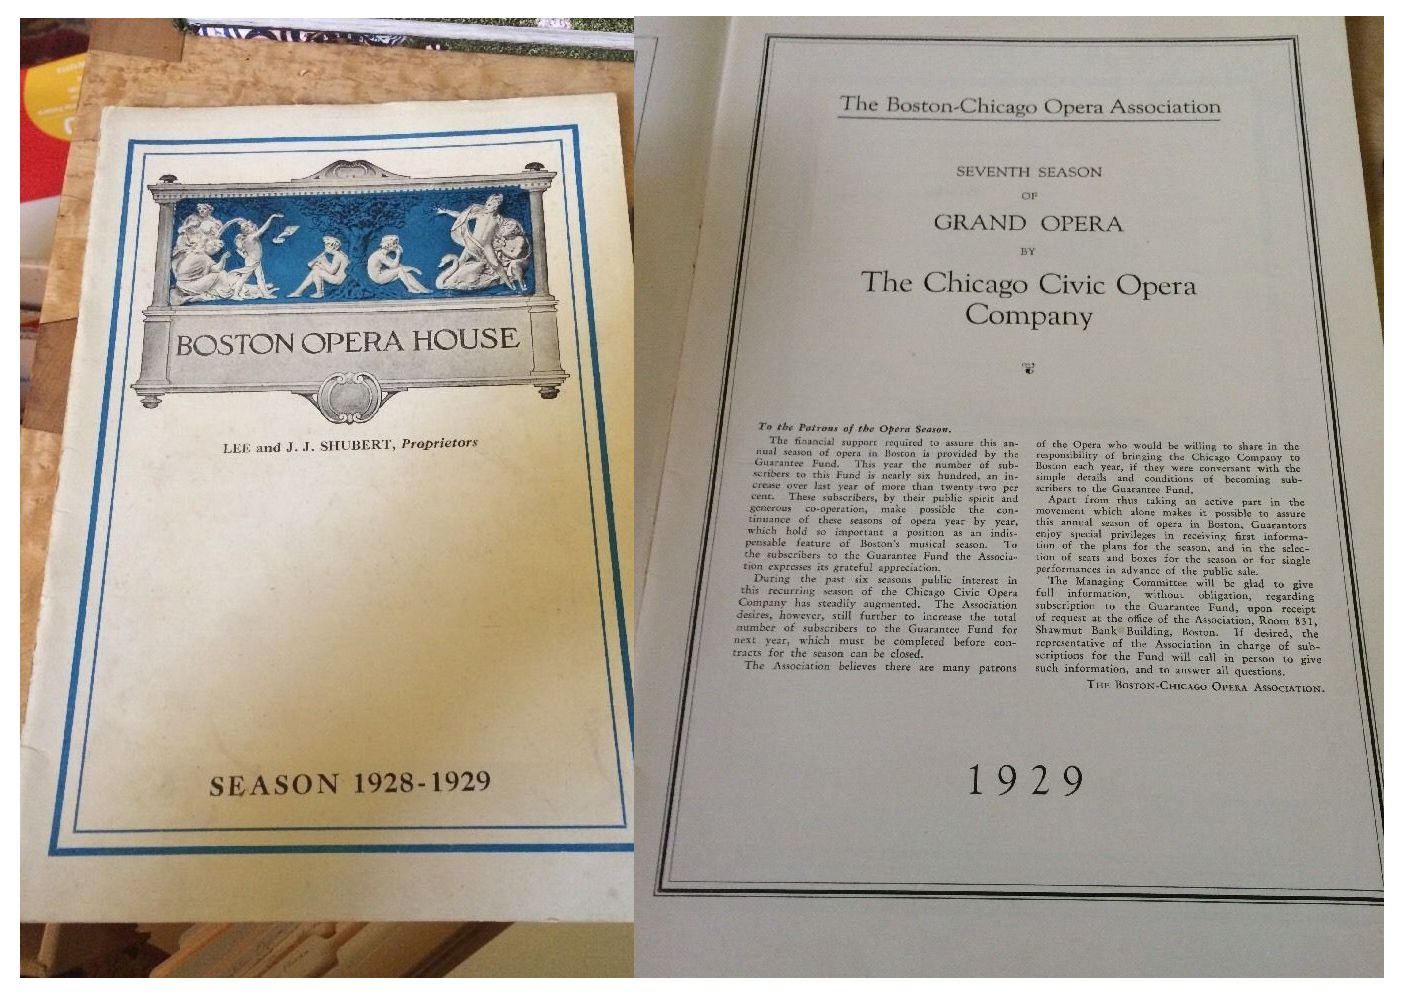 BOSTON OPERA HOUSE
LEE and J. J. SHUBERT, Proprietors
SEASON 1928-1929
The Boston-Chicago Opera Association
SEVENTH SEASON
OF
GRAND OPERA
BY
The Chicago Civic Opera
Company
To the Patrons of the Opera Season.
The financial support required to assure this an-
nual season of opera in Boston is provided by the
Guarantee Fund. This year the number of sub-
scribers to this Fund is nearly six hundred, an in-
crease over last year of more than twenty-two per
cent. These subscribers, by their public spirit and
generous co-operation, make possible the con-
tinuance of these seasons of opera year by year,
which hold so important a position as an indis-
pensable feature of Boston's musical season. To
the subscribers to the Guarantee Fund the Associa-
tion expresses its grateful appreciation.
During the past six seasons public interest in
this recurring season of the Chicago Civic Opera
Company has steadily augmented. The Association
desires, however, still further to increase the total
number of subscribers to the Guarantee Fund for
next year, which must be completed before con-
tracts for the season can be closed.
The Association believes there are many patrons
of the Opera who would be willing to share in the
responsibility of bringing the Chicago Company to
Boston each year, if they were conversant with the
simple details and conditions of becoming sub-
scribers to the Guarantee Fund.
Apart from thus taking an active part in the
movement which alone makes it possible to assure
this annual season of opera in Boston, Guarantors
enjoy special privileges in receiving first informa-
tion of the plans for the season, and in the selec-
tion of seats and boxes for the season or for single
performances in advance of the public sale.
The Managing Committee will be glad to give
full information, without obligation, regarding
subscription to the Guarantee Fund, upon receipt
of request at the office of the Association, Room 831,
Shawmut Bank Building, Boston. If desired, the
representative of the Association in charge of sub-
scriptions for the Fund will call in person to give
such information, and to answer all questions.
THE BOSTON-CHICAGO OPERA ASSOCIATION.
1929